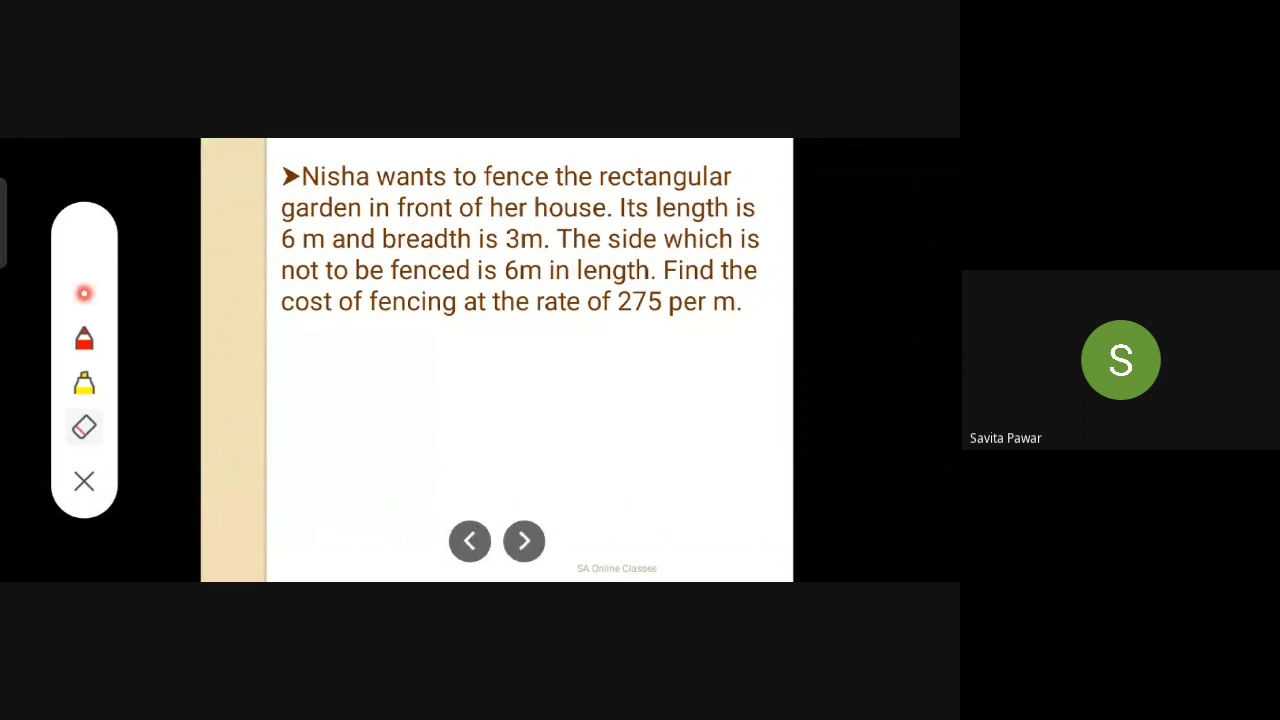 ➤Nisha wants to fence the rectangular
garden in front of her house. Its length is
6 m and breadth is 3m. The side which is
not to be fenced is 6m in length. Find the
cost of fencing at the rate of 275 per m.
SA Online Classes
S
Savita Pawar